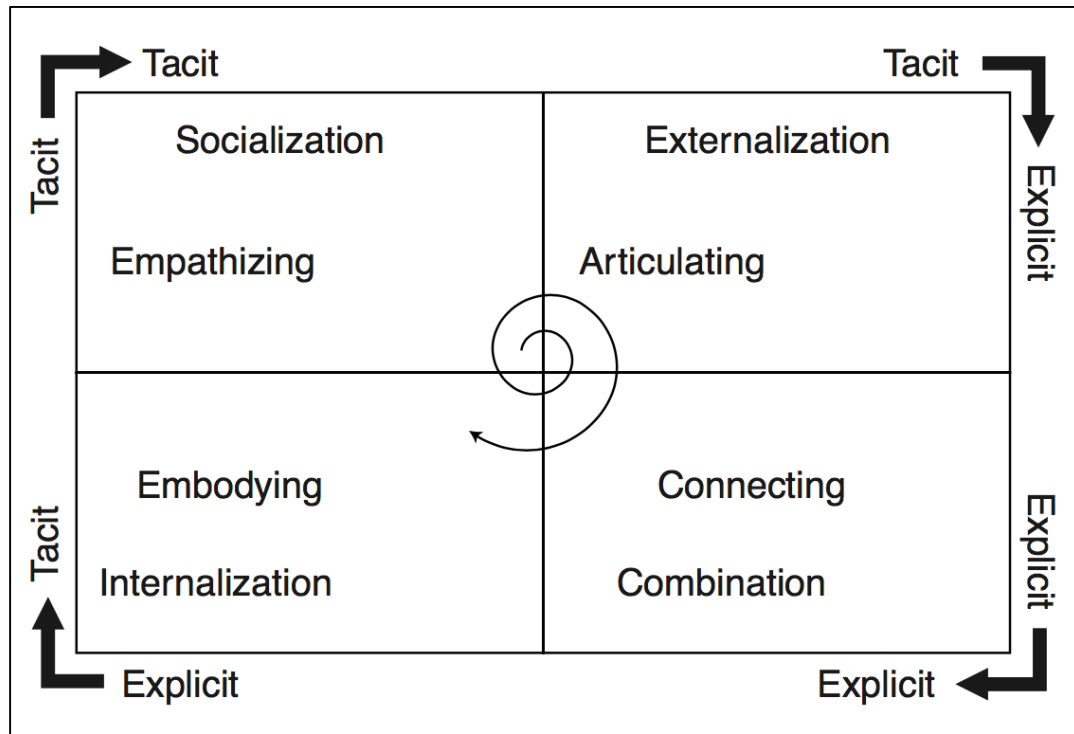 Tacit
Tacit
Tacit
Explicit
Socialization
Externalization
Empathizing
Articulating
Embodying
Connecting
Internalization
Combination
Tacit
Explicit
Explicit
Explicit